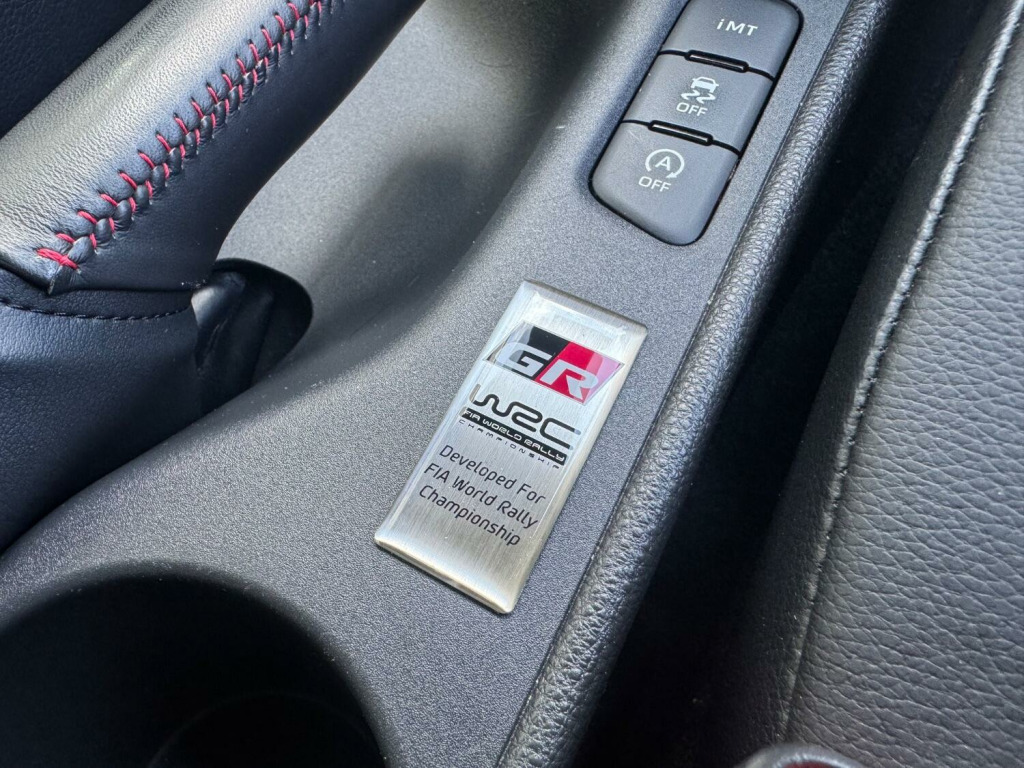 iMT
OFF
A
OFF
GR
WRC
FIA WORLD RALLY
CHAMPIONSHIP
Developed For
FIA World Rally
Championship